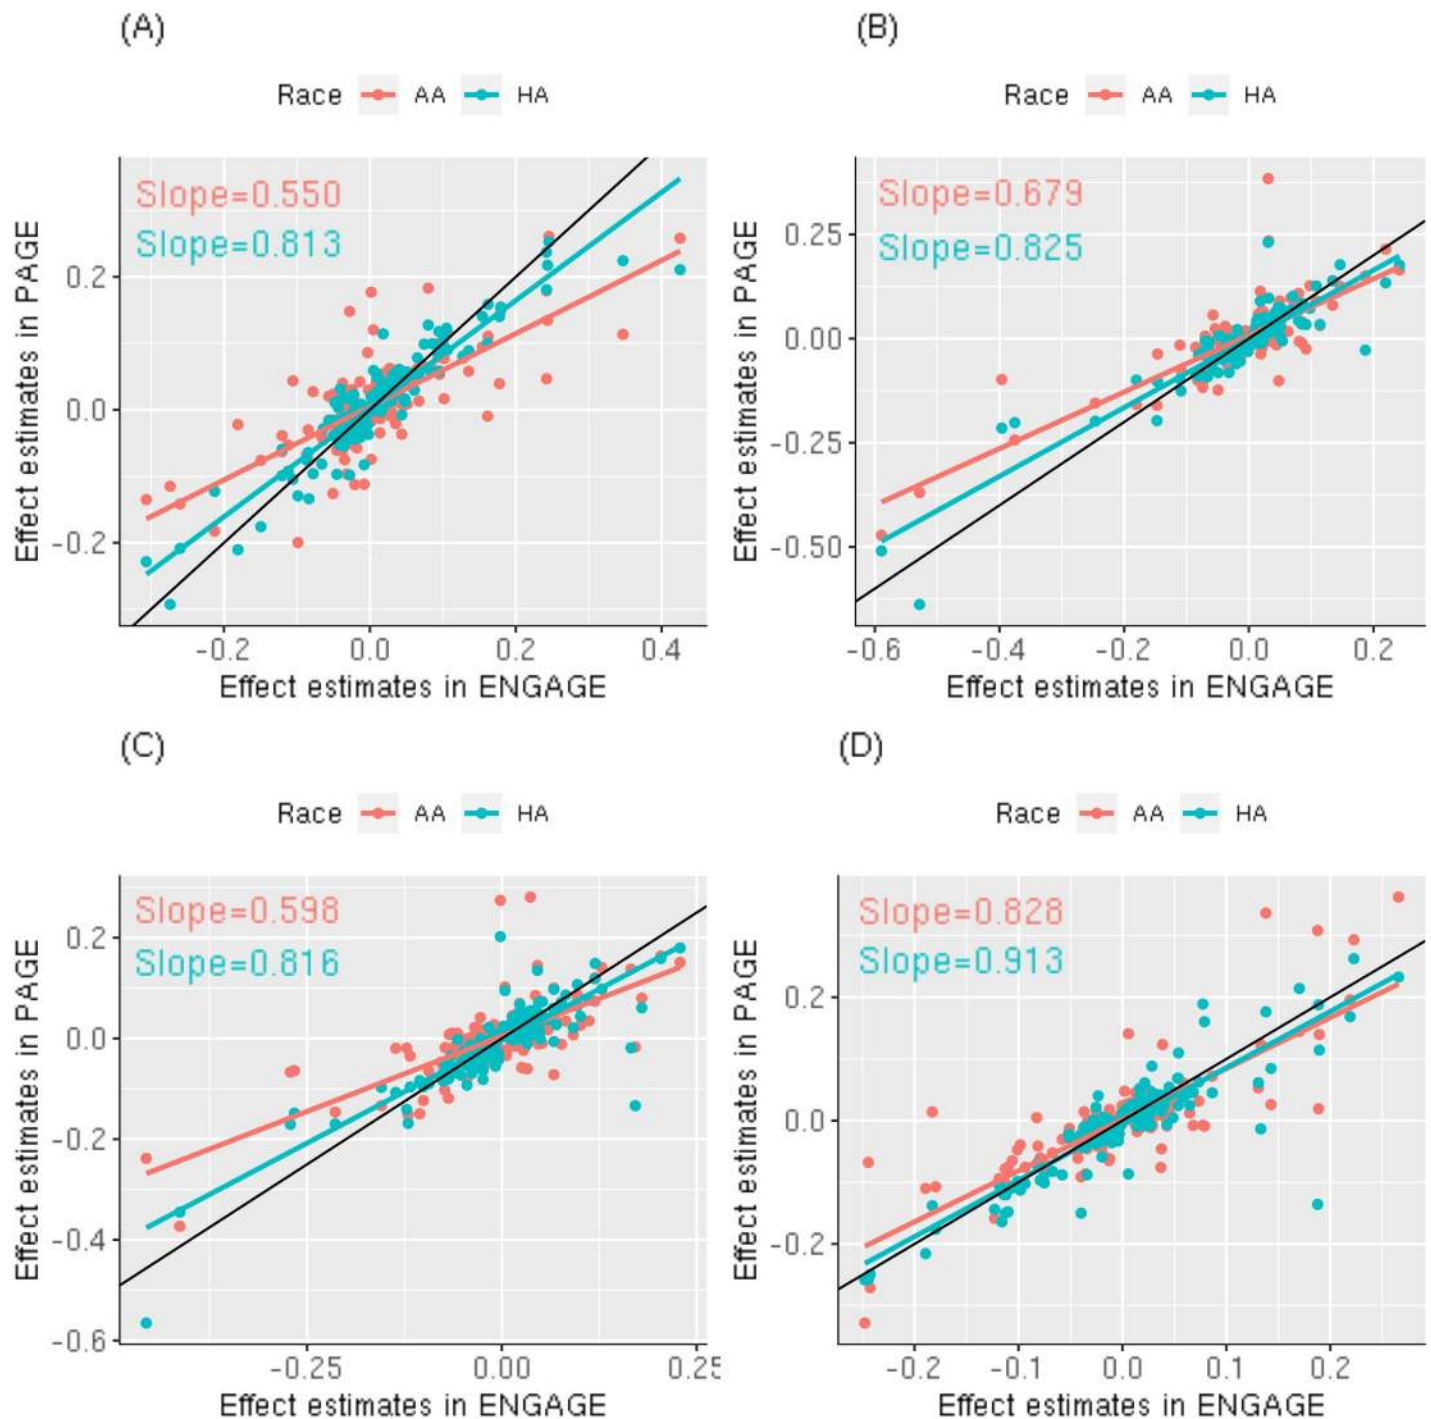 (A)
Race AA HA
Slope=0.550
Slope=0.813
0.2
0.0
-0.2
-0.2 0.0 0.2 0.4
Effect estimates in PAGE
Effect estimates in ENGAGE
(B)
Race AA HA
Slope=0.679
Slope=0.825
0.25
0.00
-0.25
-0.50
-0.6 -0.4 -0.2 0.0 0.2
Effect estimates in PAGE
Effect estimates in ENGAGE
(C)
Race AA HA
Slope=0.598
Slope=0.816
0.2
0.0
-0.2
-0.4
-0.6
-0.25 0.00 0.25
Effect estimates in PAGE
Effect estimates in ENGAGE
(D)
Race AA HA
Slope=0.828
Slope=0.913
0.2
0.0
-0.2
-0.2 -0.1 0.0 0.1 0.2
Effect estimates in PAGE
Effect estimates in ENGAGE